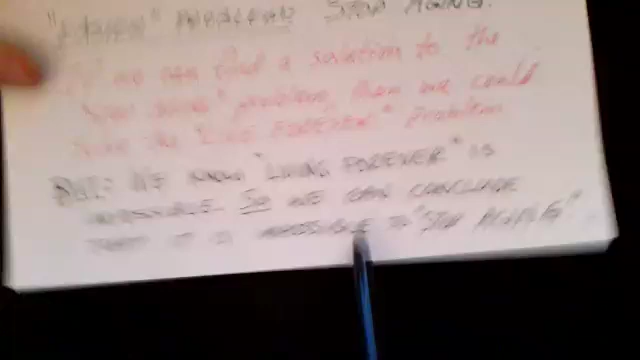 PROBLEM: STOP AGING.
IF we can find a solution to the
"STOP AGING" problem, then we could
solve the "LIVE FOREVER" Problem
BUT: WE KNOW "LIVING FOREVER" IS
IMPOSSIBLE. SO WE CAN CONCLUDE
THAT IT IS IMPOSSIBLE TO "STOP AGING"